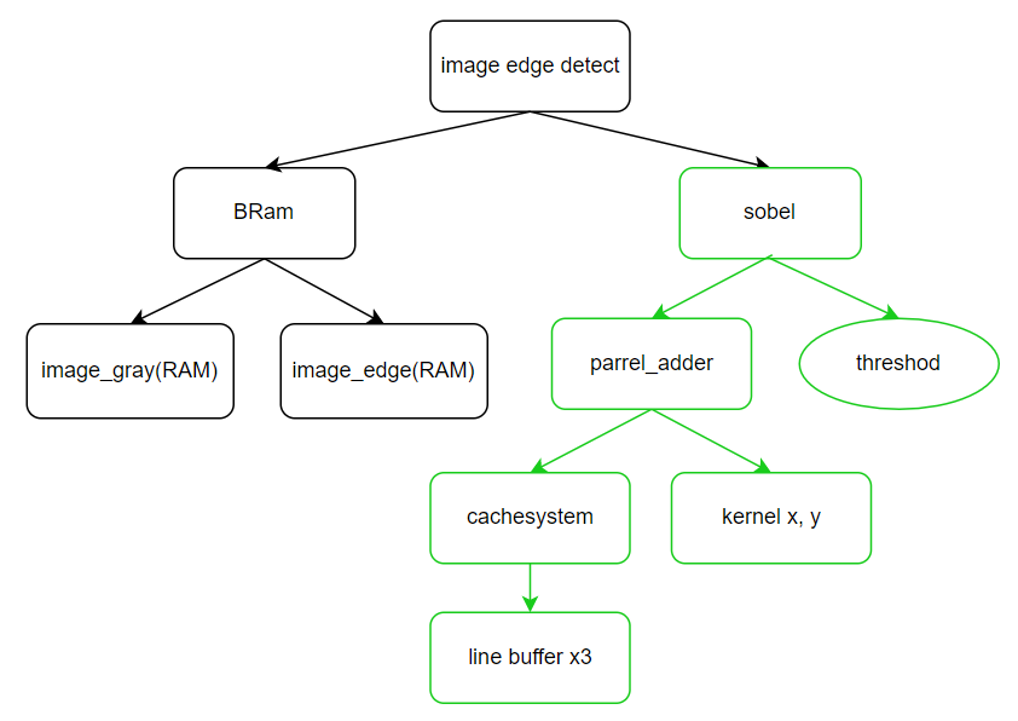 image edge detect
BRam
sobel
image_gray(RAM)
image_edge(RAM)
parrel_adder
threshod
cachesystem
kernel x, y
line buffer x3